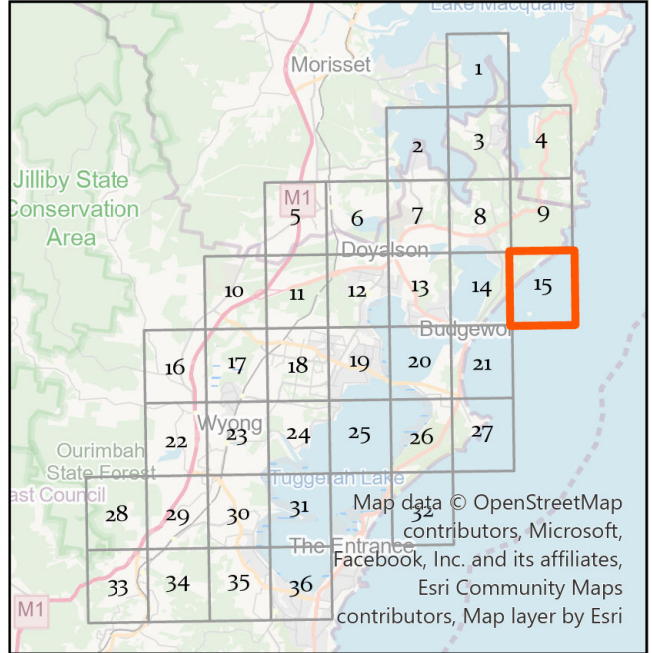 Lake Macquarie
Morisset
1
2
3
4
Jilliby State
Conservation
Area
M1
5
6
7
8
9
Doyalson
10
11
12
13
14
15
Budgewoi
16
17
18
19
20
21
Wyong
22
23
24
25
26
27
Ourimbah
State Forest
ast Council
Tuggerah Lake
28
29
30
31
32
The Entrance
33
34
35
36
M1
Map data © OpenStreetMap
contributors, Microsoft,
Facebook, Inc. and its affiliates,
Esri Community Maps
contributors, Map layer by Esri